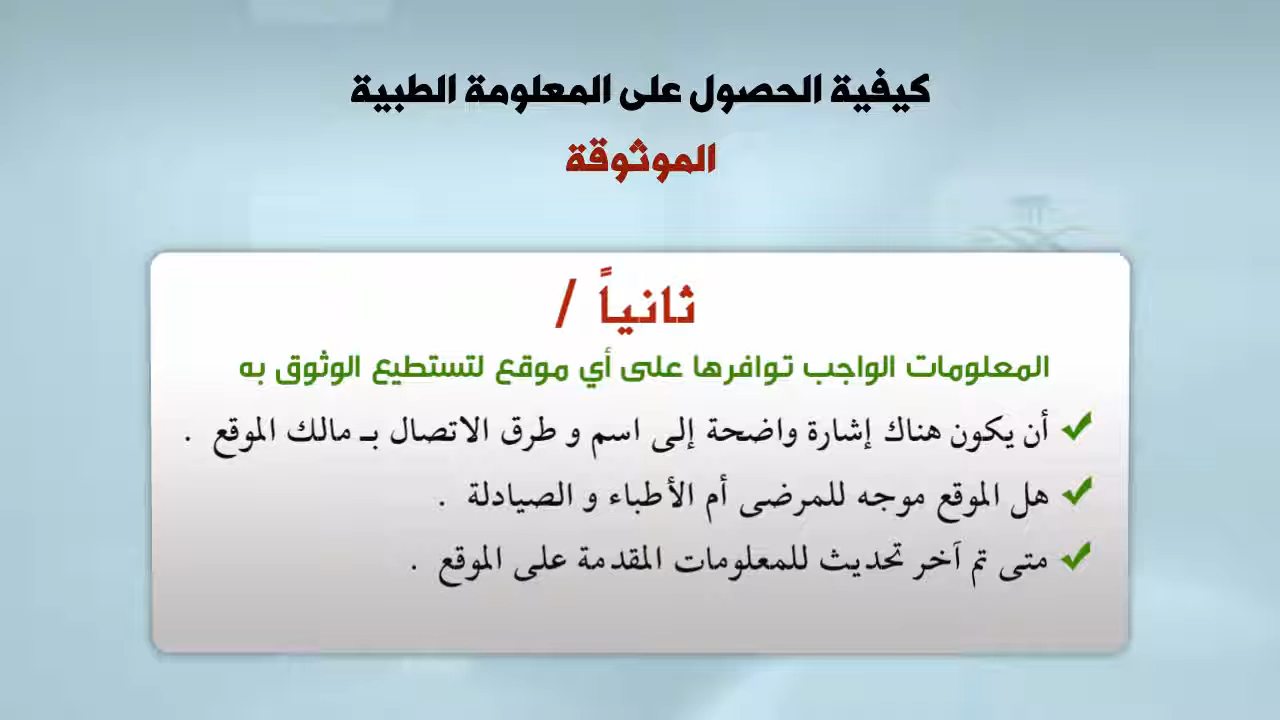 كيفية الحصول على المعلومة الطبية
الموثوقة
ثانياً /
المعلومات الواجب توافرها على أي موقع لتستطيع الوثوق به
أن يكون هناك إشارة واضحة إلى اسم و طرق الاتصال بـ مالك الموقع .
هل الموقع موجه للمرضى أم الأطباء و الصيادلة .
متى تم آخر تحديث للمعلومات المقدمة على الموقع .